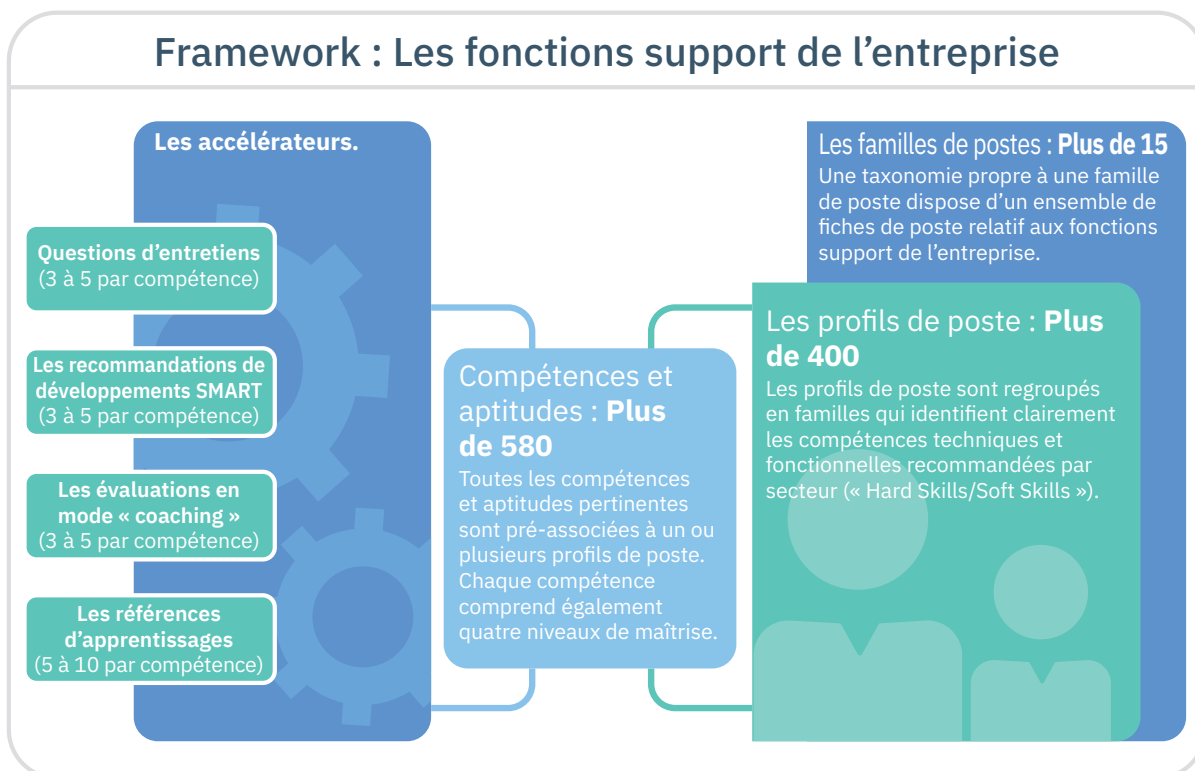 Framework : Les fonctions support de l’entreprise
Les accélérateurs.
Questions d’entretiens
(3 à 5 par compétence)
Les recommandations de
développements SMART
(3 à 5 par compétence)
Les évaluations en
mode « coaching »
(3 à 5 par compétence)
Les références
d’apprentissages
(5 à 10 par compétence)
Compétences et
aptitudes : Plus
de 580
Toutes les compétences
et aptitudes pertinentes
sont pré-associées à un ou
plusieurs profils de poste.
Chaque compétence
comprend également
quatre niveaux de maîtrise.
Les familles de postes : Plus de 15
Une taxonomie propre à une famille
de poste dispose d’un ensemble de
fiches de poste relatif aux fonctions
support de l’entreprise.
Les profils de poste : Plus
de 400
Les profils de poste sont regroupés
en familles qui identifient clairement
les compétences techniques et
fonctionnelles recommandées par
secteur (« Hard Skills/Soft Skills »).